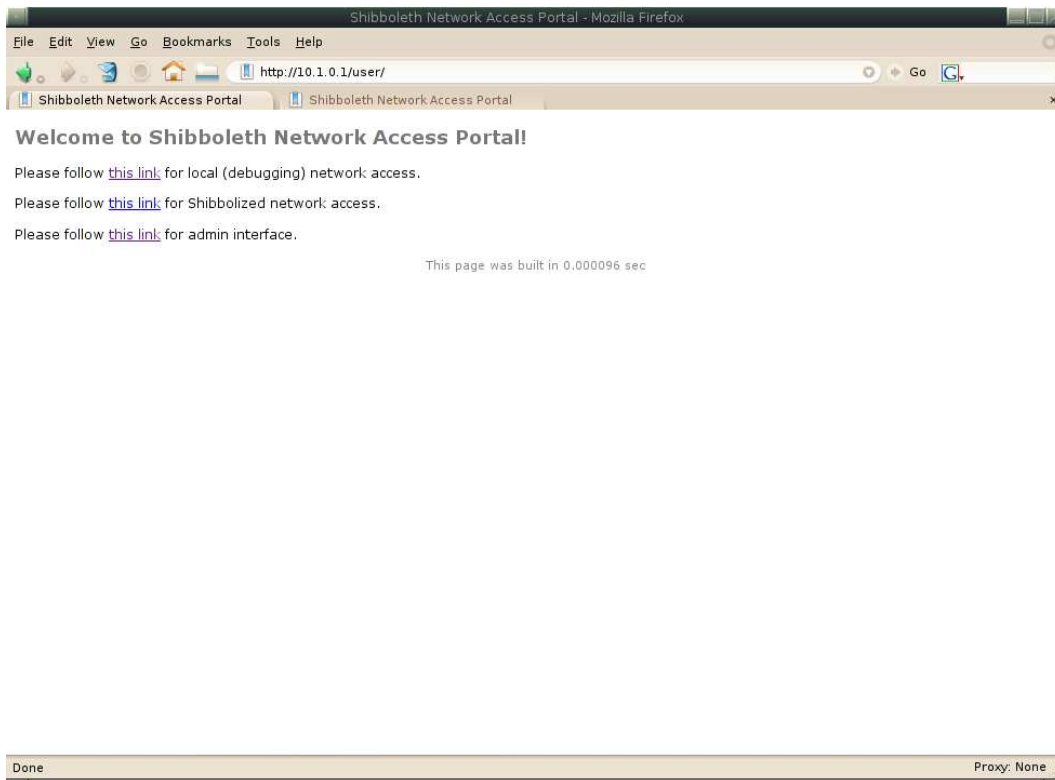 Shibboleth Network Access Portal - Mozilla Firefox
File Edit View Go Bookmarks Tools Help
http://10.1.0.1/user/ Go G
Shibboleth Network Access Portal Shibboleth Network Access Portal x
Welcome to Shibboleth Network Access Portal!
Please follow this link for local (debugging) network access.
Please follow this link for Shibbolized network access.
Please follow this link for admin interface.
This page was built in 0.000096 sec
Done Proxy: None